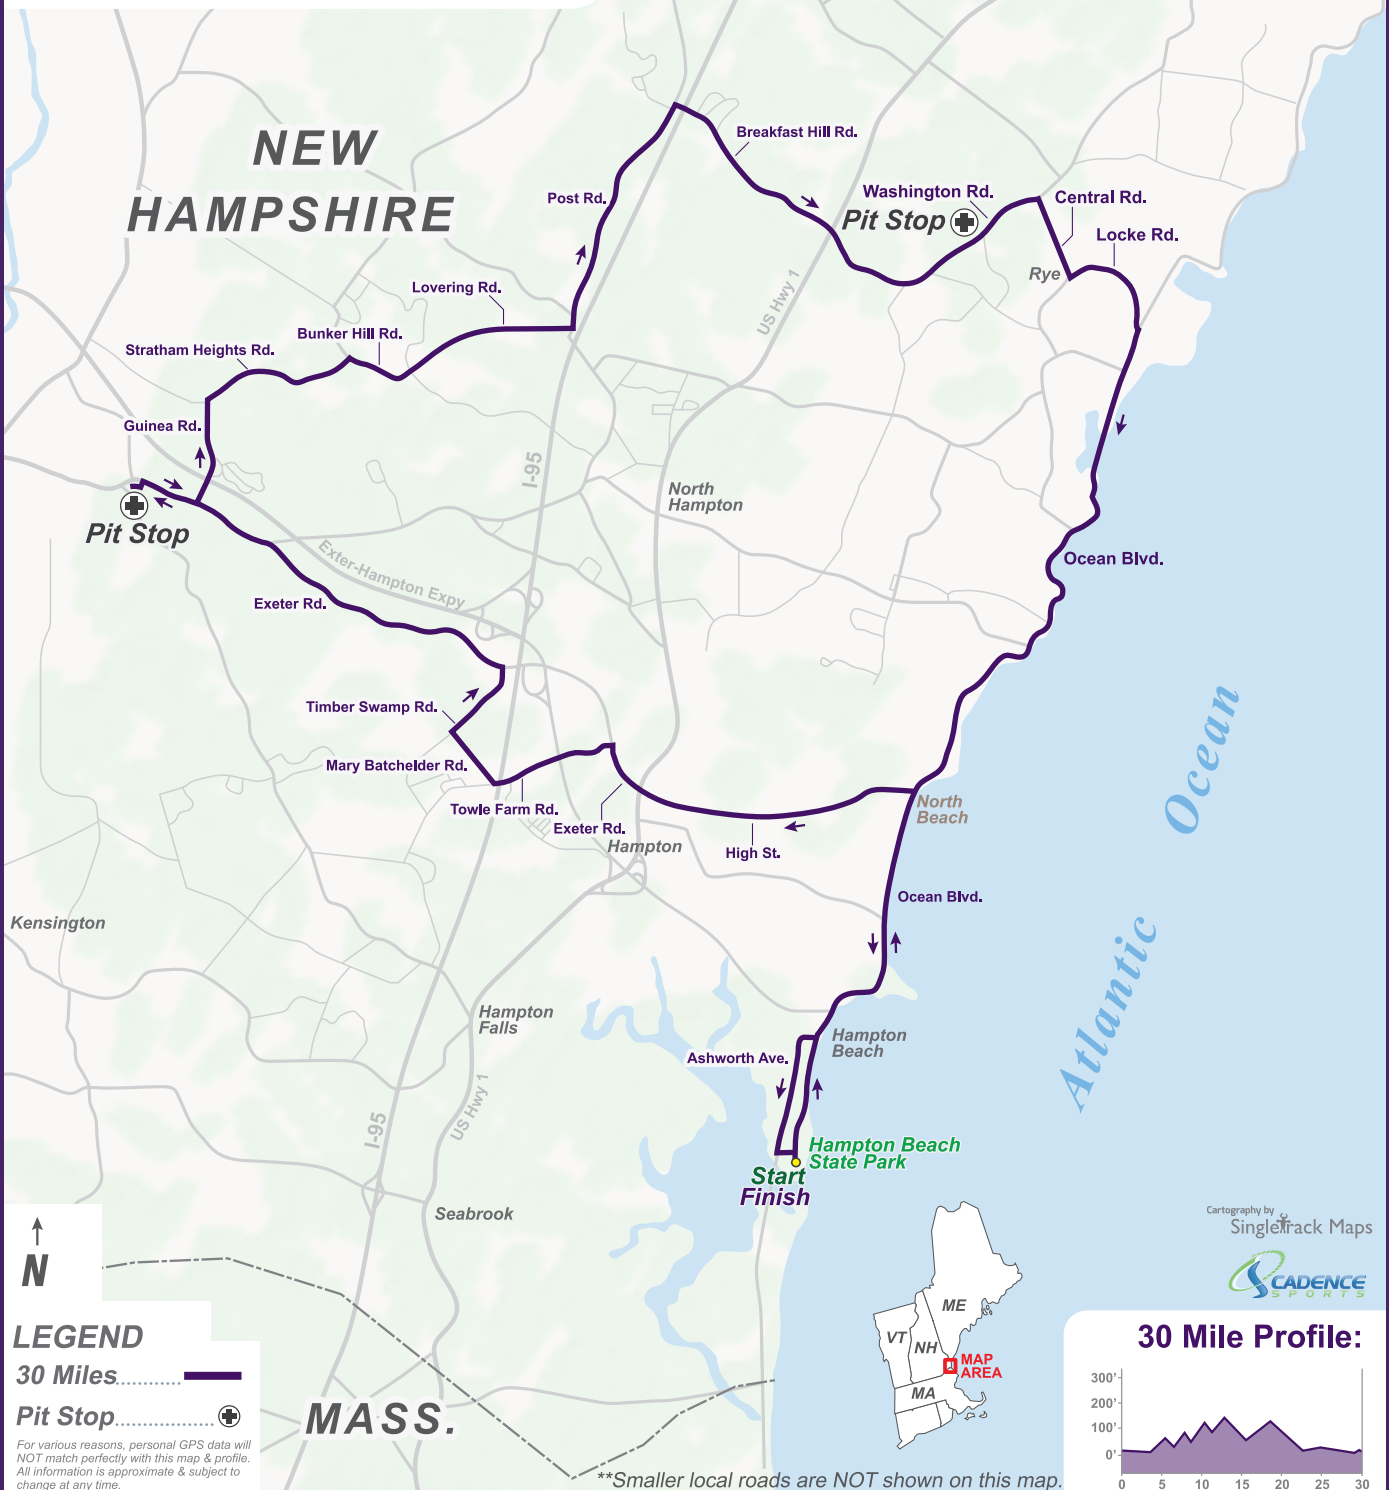 NEW
HAMPSHIRE
Breakfast Hill Rd.
Post Rd.
Washington Rd.
Pit Stop
Central Rd.
Locke Rd.
Rye
US Hwy 1
Lovering Rd.
Bunker Hill Rd.
Stratham Heights Rd.
Guinea Rd.
I-95
North
Hampton
Pit Stop
Exter-Hampton Expy
Ocean Blvd.
Exeter Rd.
Timber Swamp Rd.
Mary Batchelder Rd.
Towle Farm Rd.
Exeter Rd.
Hampton
High St.
North
Beach
Atlantic Ocean
Ocean Blvd.
Kensington
Hampton
Falls
Hampton
Beach
Ashworth Ave.
US Hwy 1
I-95
Hampton Beach
State Park
Start
Finish
Seabrook
N
LEGEND
30 Miles
Pit Stop
For various reasons, personal GPS data will
NOT match perfectly with this map & profile.
All information is approximate & subject to
change at any time.
MASS.
**Smaller local roads are NOT shown on this map.
ME
VT
NH
MA
MAP
AREA
Cartography by
SingleTrack Maps
CADENCE
SPORTS
30 Mile Profile:
300'
200'
100'
0'
0 5 10 15 20 25 30